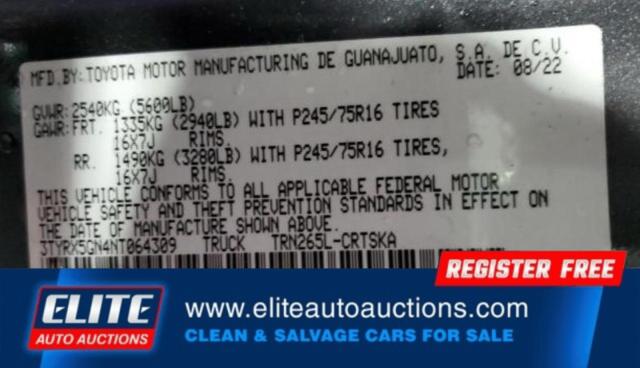 MFD.BY:TOYOTA MOTOR MANUFACTURING DE GUANAJUATO, S.A. DE C.V.
DATE: 08/22
GVWR:2540KG (5600LB)
GAWR:FRT. 1335KG (2940LB) WITH P245/75R16 TIRES
16X7J RIMS.
RR. 1490KG (3280LB) WITH P245/75R16 TIRES,
16X7J RIMS.
THIS VEHICLE CONFORMS TO ALL APPLICABLE FEDERAL MOTOR
VEHICLE SAFETY AND THEFT PREVENTION STANDARDS IN EFFECT ON
THE DATE OF MANUFACTURE SHOWN ABOVE.
3TYRX5GN4NT064309 TRUCK TRN265L-CRTSKA
REGISTER FREE
ELITE
AUTO AUCTIONS
www.eliteautoauctions.com
CLEAN & SALVAGE CARS FOR SALE